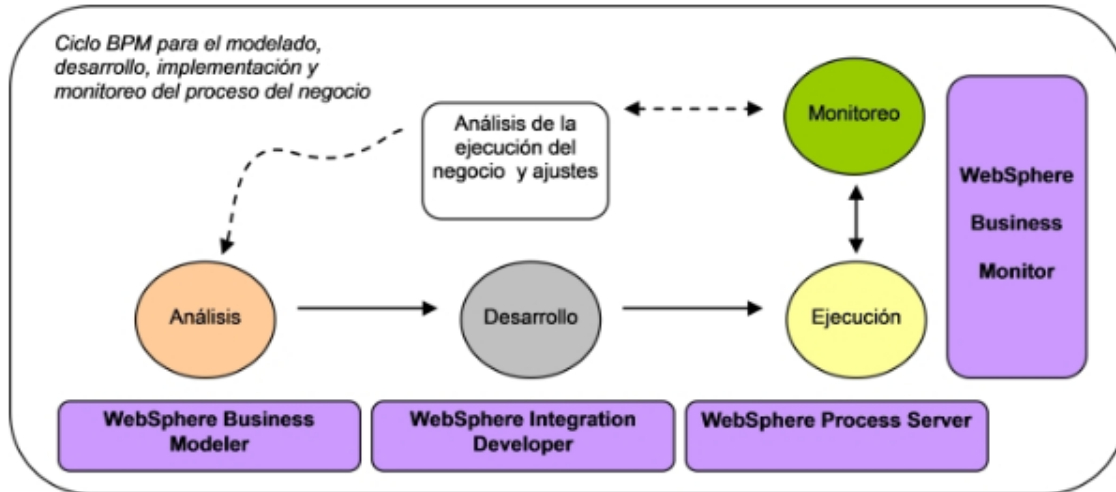 Ciclo BPM para el modelado,
desarrollo, implementación y
monitoreo del proceso del negocio
Análisis de la
ejecución del
negocio y ajustes
Monitoreo
WebSphere
Business
Monitor
Análisis
Desarrollo
Ejecución
WebSphere Business
Modeler
WebSphere Integration
Developer
WebSphere Process Server